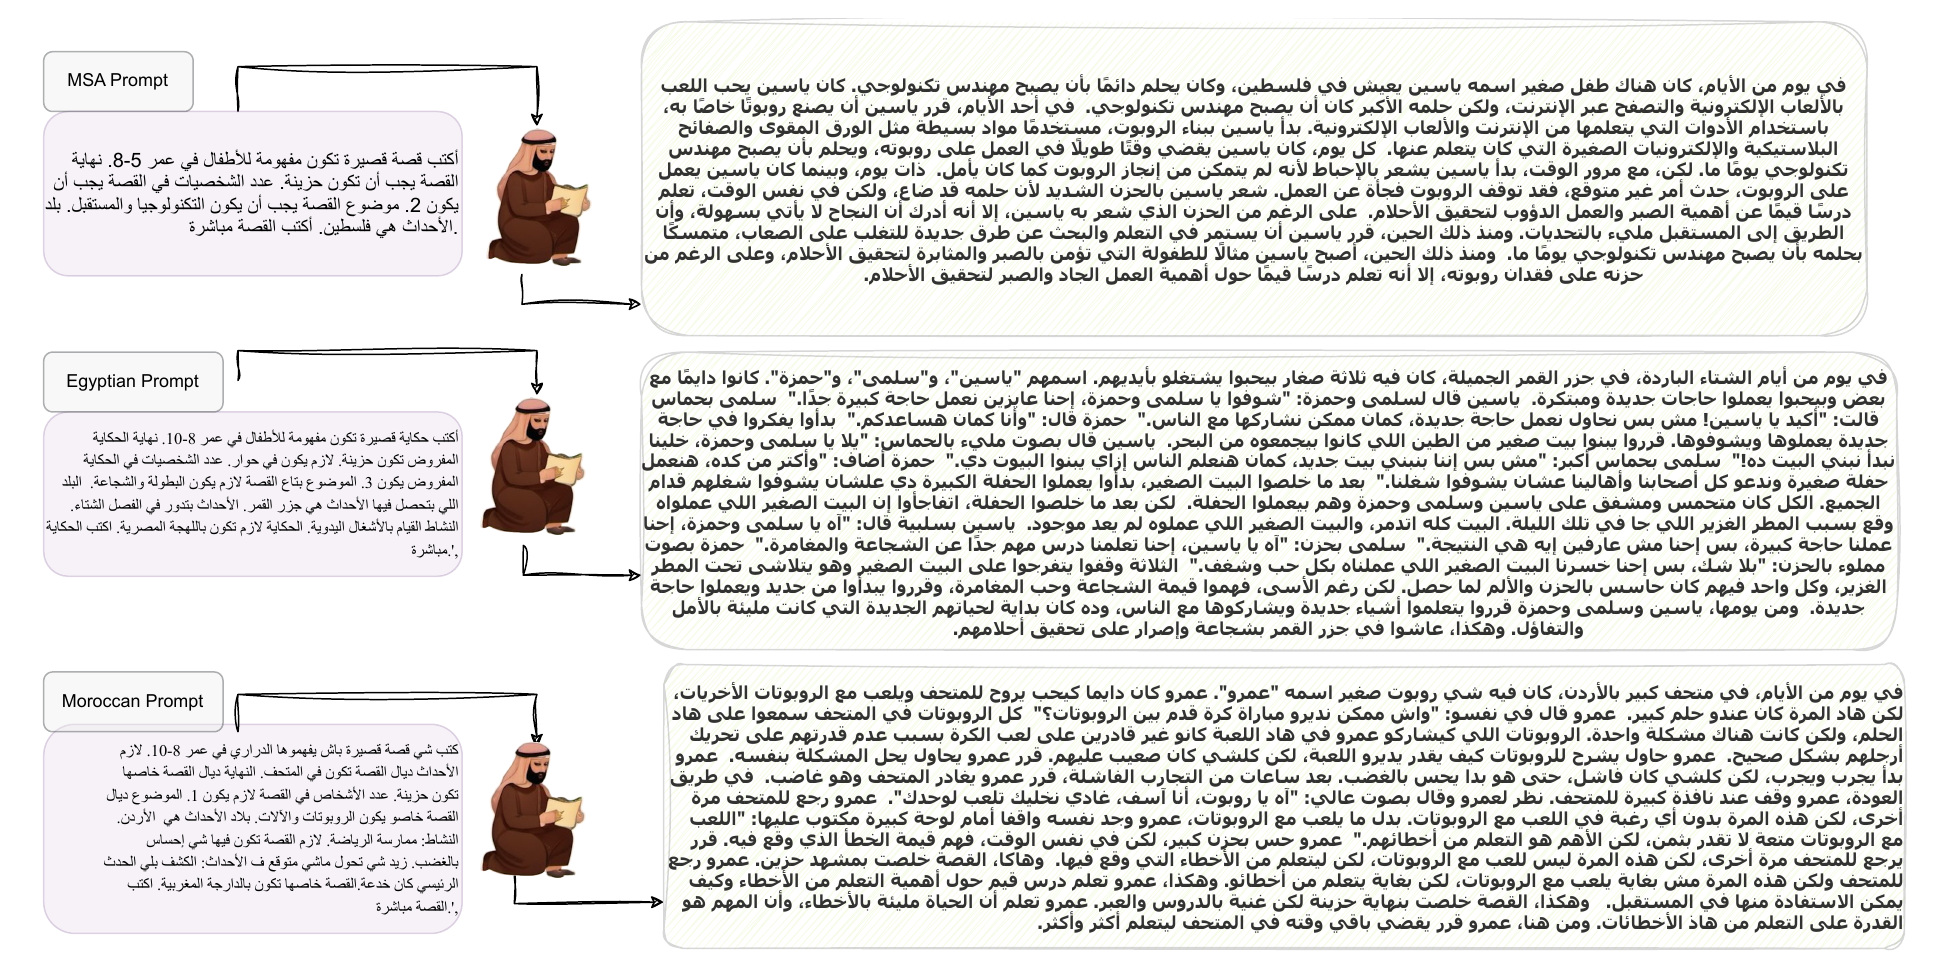 MSA Prompt
أكتب قصة قصيرة تكون مفهومة للأطفال في عمر 5-8. نهاية
القصة يجب أن تكون حزينة. عدد الشخصيات في القصة يجب أن
يكون 2. موضوع القصة يجب أن يكون التكنولوجيا والمستقبل. بلد
الأحداث هي فلسطين. أكتب القصة مباشرة.
في يوم من الأيام، كان هناك طفل صغير اسمه ياسين يعيش في فلسطين، وكان يحلم دائمًا بأن يصبح مهندس تكنولوجي. كان ياسين يحب اللعب
بالألعاب الإلكترونية والتصفح عبر الإنترنت، ولكن حلمه الأكبر كان أن يصبح مهندس تكنولوجي. في أحد الأيام، قرر ياسين أن يصنع روبوتًا خاصًا به،
باستخدام الأدوات التي يتعلمها من الإنترنت والألعاب الإلكترونية. بدأ ياسين ببناء الروبوت، مستخدمًا مواد بسيطة مثل الورق المقوى والصفائح
البلاستيكية والإلكترونيات الصغيرة التي كان يتعلم عنها. كل يوم، كان ياسين يقضي وقتًا طويلًا في العمل على روبوته، ويحلم بأن يصبح مهندس
تكنولوجي يومًا ما. لكن، مع مرور الوقت، بدأ ياسين يشعر بالإحباط لأنه لم يتمكن من إنجاز الروبوت كما كان يأمل. ذات يوم، وبينما كان ياسين يعمل
على الروبوت، حدث أمر غير متوقع، فقد توقف الروبوت فجأة عن العمل. شعر ياسين بالحزن الشديد لأن حلمه قد ضاع، ولكن في نفس الوقت، تعلم
درسًا قيمًا عن أهمية الصبر والعمل الدؤوب لتحقيق الأحلام. على الرغم من الحزن الذي شعر به ياسين، إلا أنه أدرك أن النجاح لا يأتي بسهولة، وأن
الطريق إلى المستقبل مليء بالتحديات. ومنذ ذلك الحين، قرر ياسين أن يستمر في التعلم والبحث عن طرق جديدة للتغلب على الصعاب، متمسكًا
بحلمه بأن يصبح مهندس تكنولوجي يومًا ما. ومنذ ذلك الحين، أصبح ياسين مثالًا للطفولة التي تؤمن بالصبر والمثابرة لتحقيق الأحلام، وعلى الرغم من
حزنه على فقدان روبوته، إلا أنه تعلم درسًا قيمًا حول أهمية العمل الجاد والصبر لتحقيق الأحلام.
Egyptian Prompt
أكتب حكاية قصيرة تكون مفهومة للأطفال في عمر 8-10. نهاية الحكاية
المفروض تكون حزينة. لازم يكون في حوار. عدد الشخصيات في الحكاية
المفروض يكون 3. الموضوع بتاع القصة لازم يكون البطولة والشجاعة. البلد
اللي بتحصل فيها الأحداث هي جزر القمر. الأحداث بتدور في الفصل الشتاء.
النشاط القيام بالأشغال اليدوية. الحكاية لازم تكون باللهجة المصرية. اكتب الحكاية
مباشرة.',
في يوم من أيام الشتاء الباردة، في جزر القمر الجميلة، كان فيه ثلاثة صغار بيحبوا يشتغلو بأيديهم. اسمهم "ياسين"، و"سلمى"، و"حمزة". كانوا دايمًا مع
بعض وبيحبوا يعملوا حاجات جديدة ومبتكرة. ياسين قال لسلمى وحمزة: "شوفوا يا سلمى وحمزة، إحنا عايزين نعمل حاجة كبيرة جدًا." سلمى بحماس
قالت: "أكيد يا ياسين! مش بس نحاول نعمل حاجة جديدة، كمان ممكن نشاركها مع الناس." حمزة قال: "وأنا كمان هساعدكم." بدأوا يفكروا في حاجة
جديدة يعملوها ويشوفوها. قرروا يبنوا بيت صغير من الطين اللي كانوا بيجمعوه من البحر. ياسين قال بصوت مليء بالحماس: "يلا يا سلمى وحمزة، خلينا
نبدأ نبني البيت ده!" سلمى بحماس أكبر: "مش بس إننا بنبني بيت جديد، كمان هنعلم الناس إزاي يبنوا البيوت دي." حمزة أضاف: "وأكتر من كده، هنعمل
حفلة صغيرة وندعو كل أصحابنا وأهالينا عشان يشوفوا شغلنا." بعد ما خلصوا البيت الصغير، بدأوا يعملوا الحفلة الكبيرة دي علشان يشوفوا شغلهم قدام
الجميع. الكل كان متحمس ومشفق على ياسين وسلمى وحمزة وهم بيعملوا الحفلة. لكن بعد ما خلصوا الحفلة، اتفاجأوا إن البيت الصغير اللي عملواه
وقع بسبب المطر الغزير اللي جا في تلك الليلة. البيت كله اتدمر، والبيت الصغير اللي عملوه لم يعد موجود. ياسين بسلبية قال: "آه يا سلمى وحمزة، إحنا
عملنا حاجة كبيرة، بس إحنا مش عارفين إيه هي النتيجة." سلمى بحزن: "آه يا ياسين، إحنا تعلمنا درس مهم جدًا عن الشجاعة والمغامرة." حمزة بصوت
مملوء بالحزن: "بلا شك، بس إحنا خسرنا البيت الصغير اللي عملناه بكل حب وشغف." الثلاثة وقفوا يتفرجوا على البيت الصغير وهو يتلاشى تحت المطر
الغزير، وكل واحد فيهم كان حاسس بالحزن والألم لما حصل. لكن رغم الأسى، فهموا قيمة الشجاعة وحب المغامرة، وقرروا يبدأوا من جديد ويعملوا حاجة
جديدة. ومن يومها، ياسين وسلمى وحمزة قرروا يتعلموا أشياء جديدة ويشاركوها مع الناس، وده كان بداية لحياتهم الجديدة التي كانت مليئة بالأمل
والتفاؤل. وهكذا، عاشوا في جزر القمر بشجاعة وإصرار على تحقيق أحلامهم.
Moroccan Prompt
كتب شي قصة قصيرة باش يفهموها الدراري في عمر 8-10. لازم
الأحداث ديال القصة تكون في المتحف. النهاية ديال القصة خاصها
تكون حزينة. عدد الأشخاص في القصة لازم يكون 1. الموضوع ديال
القصة خاصو يكون الروبوتات والآلات. بلاد الأحداث هي الأردن.
النشاط: ممارسة الرياضة. لازم القصة تكون فيها شي إحساس
بالغضب. زيد شي تحول ماشي متوقع ف الأحداث: الكشف بلي الحدث
الرئيسي كان خدعة.القصة خاصها تكون بالدارجة المغربية. اكتب
القصة مباشرة.',
في يوم من الأيام، في متحف كبير بالأردن، كان فيه شي روبوت صغير اسمه "عمرو". عمرو كان دايما كيحب يروح للمتحف ويلعب مع الروبوتات الأخريات،
لكن هاد المرة كان عندو حلم كبير. عمرو قال في نفسو: "واش ممكن نديرو مباراة كرة قدم بين الروبوتات؟" كل الروبوتات في المتحف سمعوا على هاد
الحلم، ولكن كانت هناك مشكلة واحدة. الروبوتات اللي كيشاركو عمرو في هاد اللعبة كانو غير قادرين على لعب الكرة بسبب عدم قدرتهم على تحريك
أرجلهم بشكل صحيح. عمرو حاول يشرح للروبوتات كيف يقدر يديرو اللعبة، لكن كلشي كان صعيب عليهم. قرر عمرو يحاول يحل المشكلة بنفسه. عمرو
بدأ يجرب ويجرب، لكن كلشي كان فاشل، حتى هو بدا يحس بالغضب. بعد ساعات من التجارب الفاشلة، قرر عمرو يغادر المتحف وهو غاضب. في طريق
العودة، عمرو وقف عند نافذة كبيرة للمتحف. نظر لعمرو وقال بصوت عالي: "آه يا روبوت، أنا آسف، غادي نخليك تلعب لوحدك". عمرو رجع للمتحف مرة
أخرى، لكن هذه المرة بدون أي رغبة في اللعب مع الروبوتات. بدل ما يلعب مع الروبوتات، عمرو وجد نفسه واقفا أمام لوحة كبيرة مكتوب عليها: "اللعب
مع الروبوتات متعة لا تقدر بثمن، لكن الأهم هو التعلم من أخطائهم." عمرو حس بحزن كبير، لكن في نفس الوقت، فهم قيمة الخطأ الذي وقع فيه. قرر
يرجع للمتحف مرة أخرى، لكن هذه المرة ليس للعب مع الروبوتات، لكن ليتعلم من الأخطاء التي وقع فيها. وهاكا، القصة خلصت بمشهد حزين. عمرو رجع
للمتحف ولكن هذه المرة مش بغاية يلعب مع الروبوتات، لكن بغاية يتعلم من أخطائو. وهكذا، عمرو تعلم درس قيم حول أهمية التعلم من الأخطاء وكيف
يمكن الاستفادة منها في المستقبل. وهكذا، القصة خلصت بنهاية حزينة لكن غنية بالدروس والعبر. عمرو تعلم أن الحياة مليئة بالأخطاء، وأن المهم هو
القدرة على التعلم من هاذ الأخطائات. ومن هنا، عمرو قرر يقضي باقي وقته في المتحف ليتعلم أكثر وأكثر.